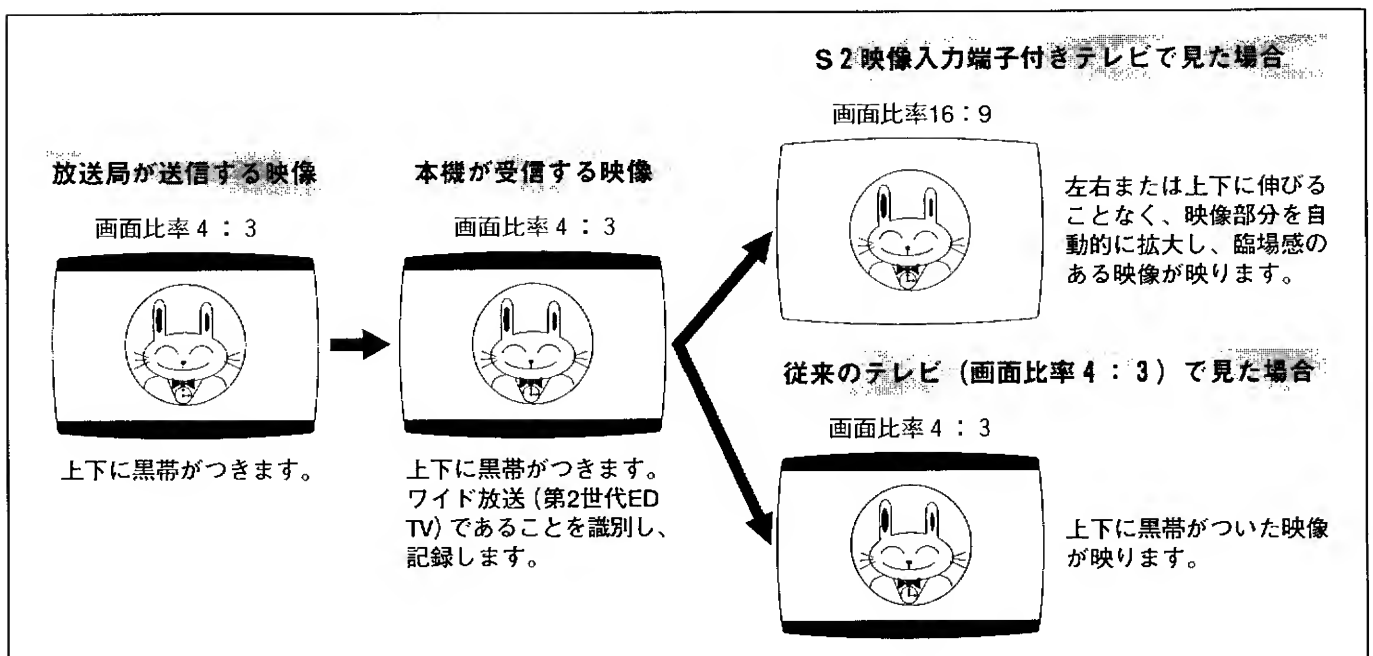 放送局が送信する映像
画面比率4:3
上下に黒帯がつきます。
本機が受信する映像
画面比率4:3
上下に黒帯がつきます。
ワイド放送(第2世代ED
TV)であることを識別し、
記録します。
S2映像入力端子付きテレビで見た場合
画面比率16:9
左右または上下に伸びる
ことなく、映像部分を自
動的に拡大し、臨場感の
ある映像が映ります。
従来のテレビ(画面比率4:3)で見た場合
画面比率4:3
上下に黒帯がついた映像
が映ります。